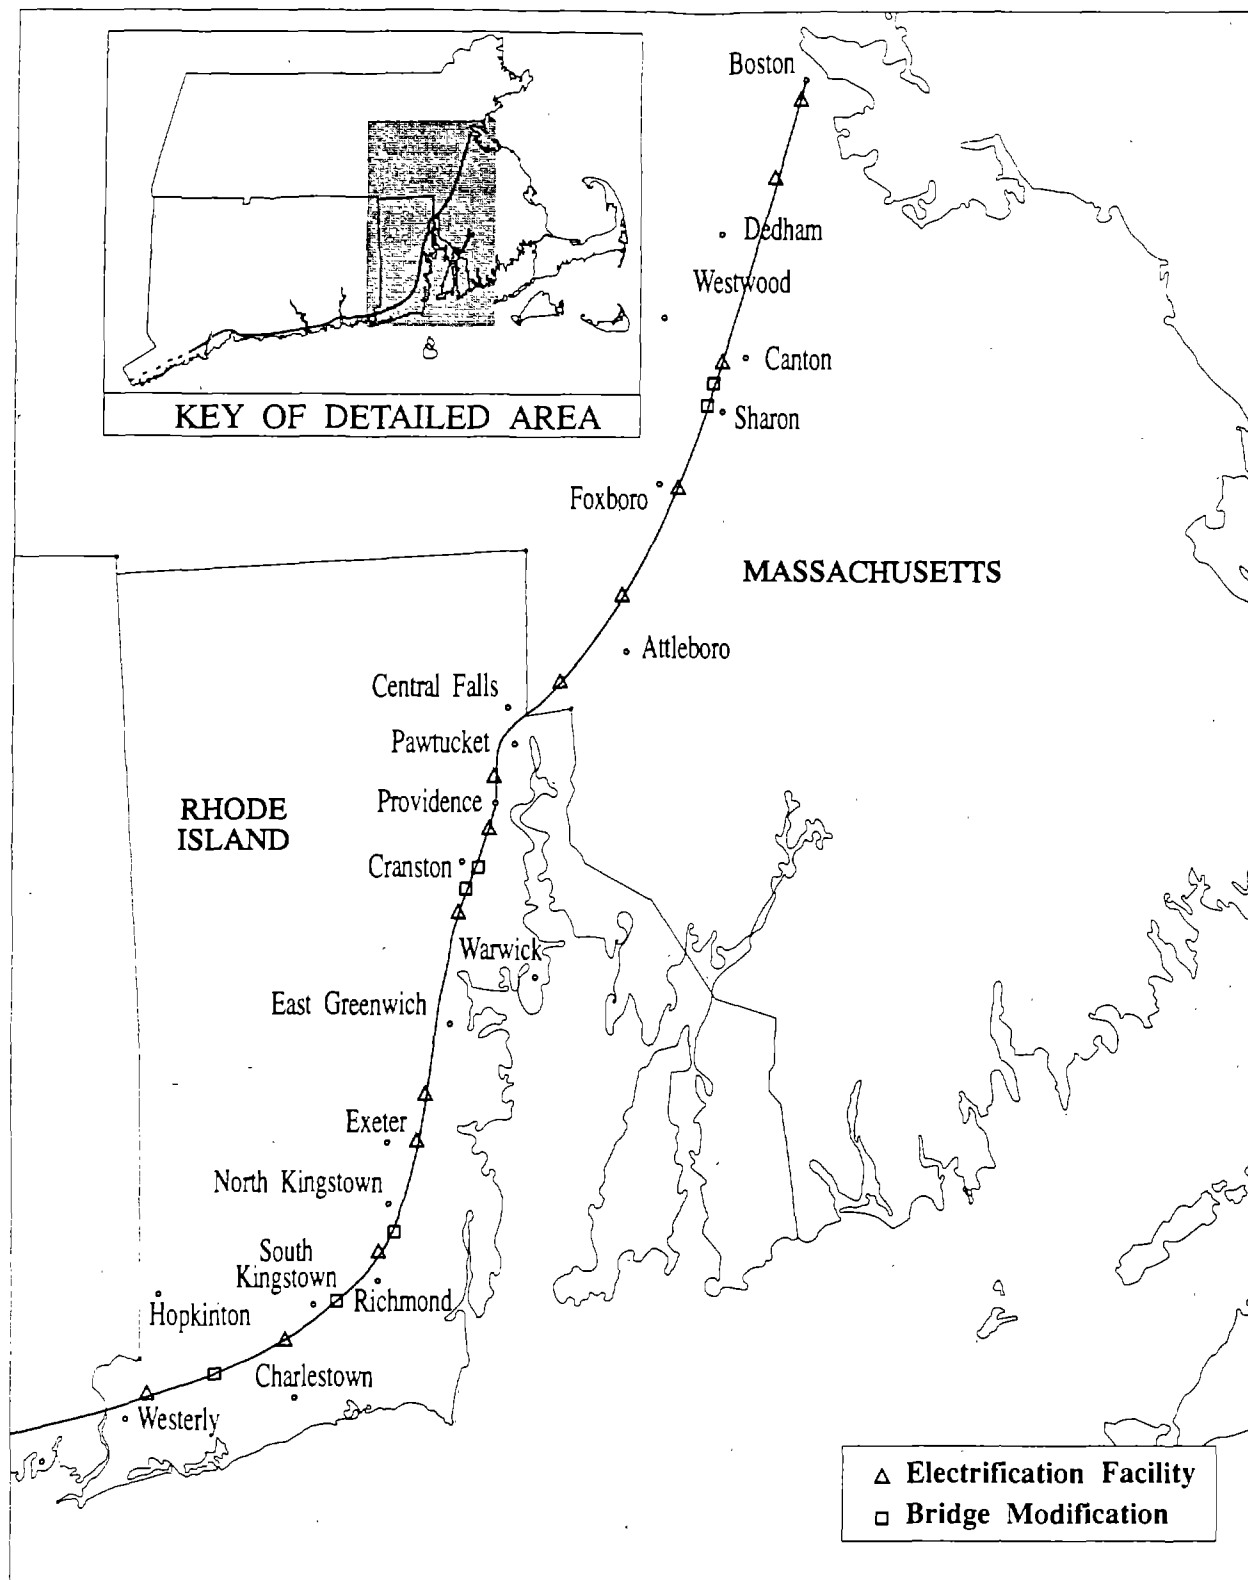 Boston
Dedham
Westwood
Canton
KEY OF DETAILED AREA
Sharon
Foxboro
MASSACHUSETTS
Attleboro
Central Falls
Pawtucket
RHODE
ISLAND
Providence
Cranston
Warwick
East Greenwich
Exeter
North Kingstown
South
Kingstown
Richmond
Hopkinton
Charlestown
Westerly
Electrification Facility
Bridge Modification